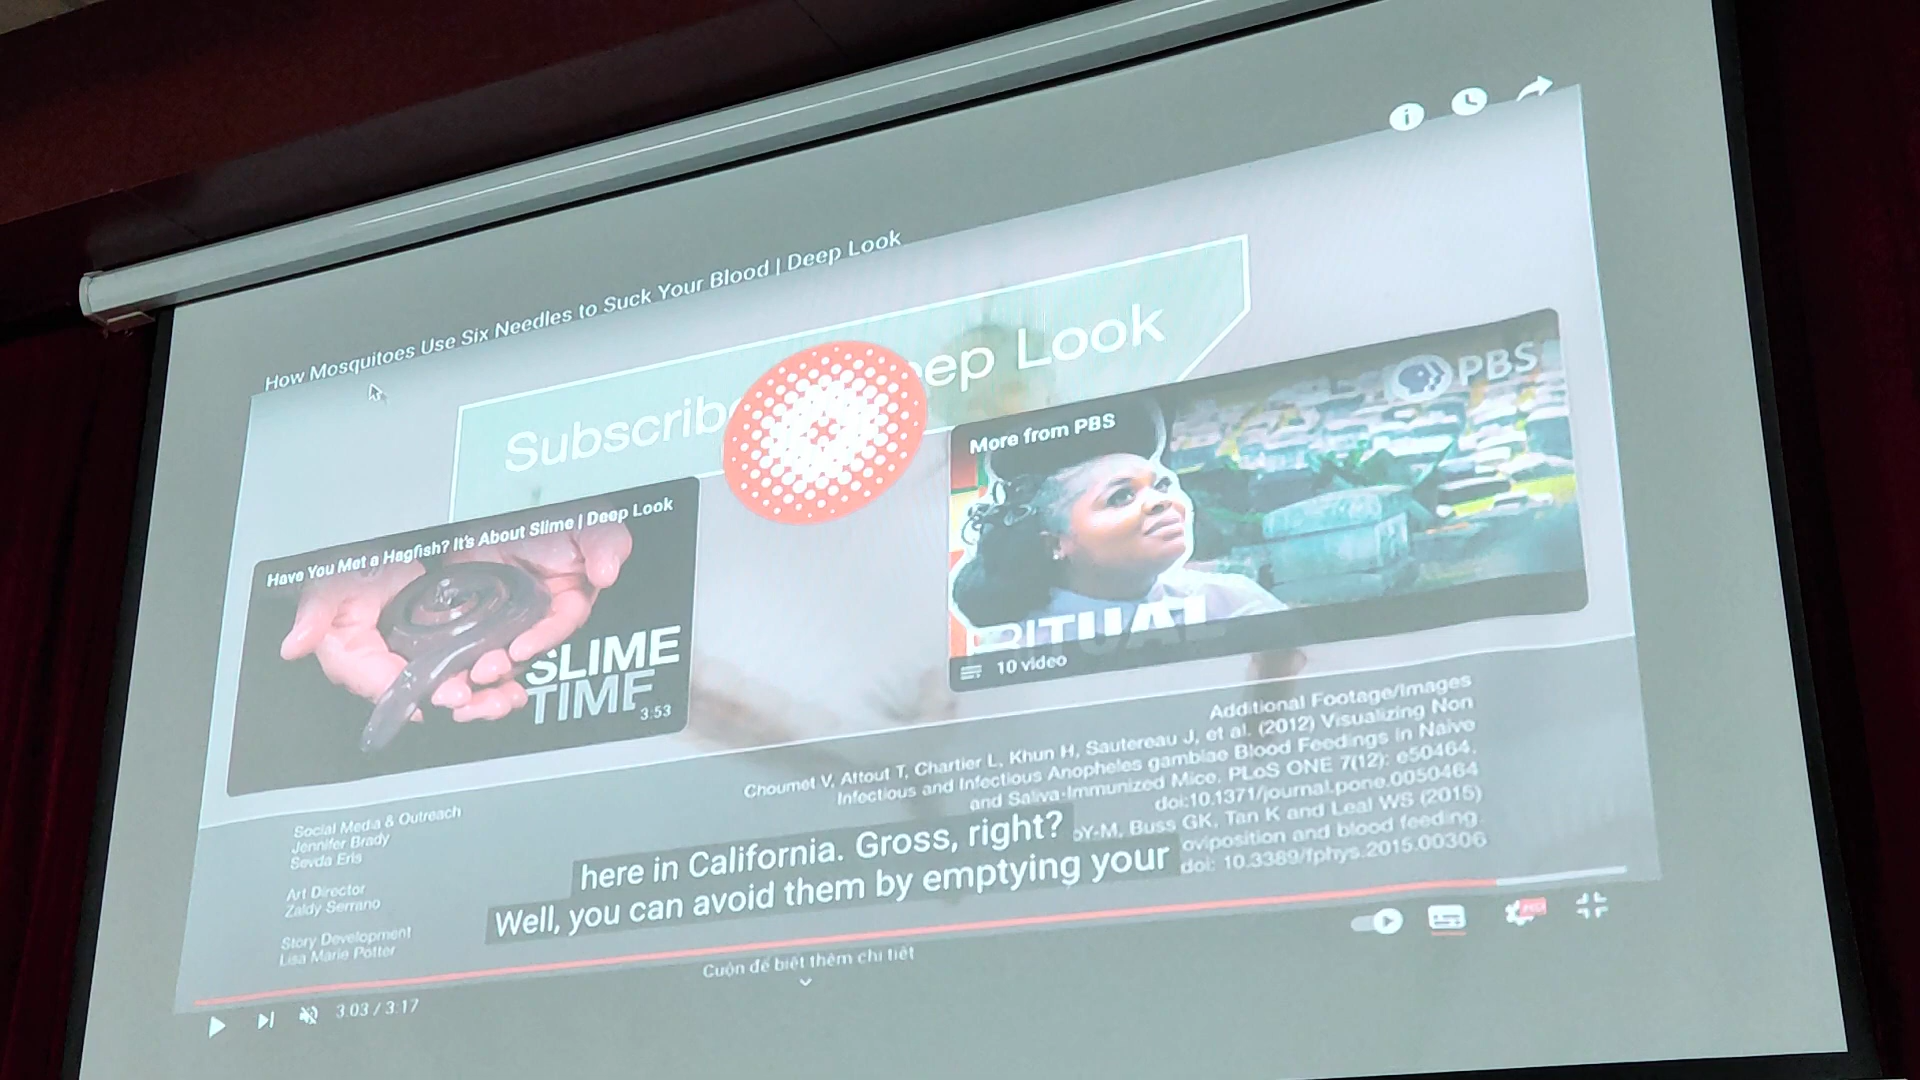 How Mosquitoes Use Six Needles to Suck Your Blood | Deep Look
Subscrib eep Look
More from PBS
PBS
RITUAL
10 video
Have You Met a Hagfish? It's About Slime | Deep Look
SLIME
TIME
3:53
Additional Footage/Images
Choumet V, Attout T, Chartier L, Khun H, Sautereau J, et al. (2012) Visualizing Non
Infectious and Infectious Anopheles gambiae Blood Feedings in Naive
and Saliva-Immunized Mice. PLoS ONE 7(12): e50464.
doi:10.1371/journal.pone.0050464
Y-M, Buss GK, Tan K and Leal WS (2015)
oviposition and blood feeding.
doi: 10.3389/fphys.2015.00306
Social Media & Outreach
Jennifer Brady
Sevda Eris
Art Director
Zaldy Serrano
Story Development
Lisa Marie Potter
here in California. Gross, right?
Well, you can avoid them by emptying your
Cuộn để biết thêm chi tiết
3:03 / 3:17